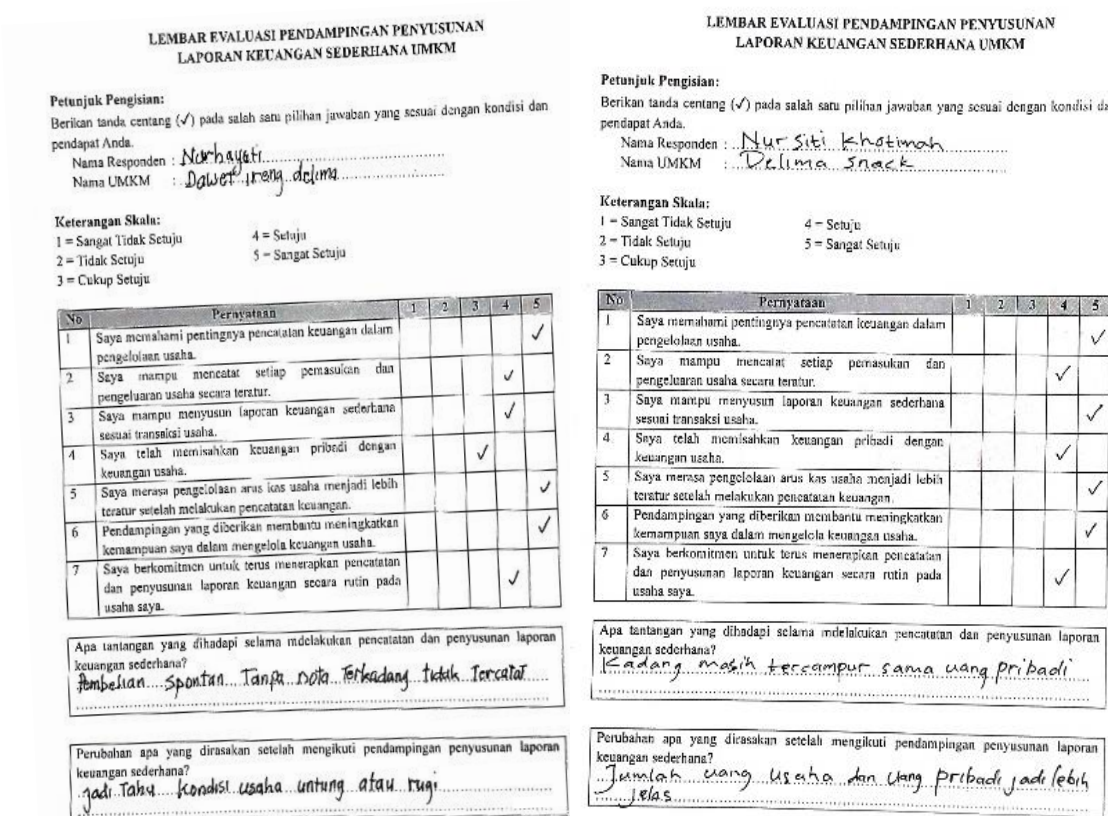 LEMBAR EVALUASI PENDAMPINGAN PENYUSUNAN
LAPORAN KEUANGAN SEDERHANA UMKM
Petunjuk Pengisian:
Berikan tanda centang (✓) pada salah satu pilihan jawaban yang sesuai dengan kondisi dan
pendapat Anda.
Nama Responden : Nurhayati
Nama UMKM : Dawet ireng delima
Keterangan Skala:
1 = Sangat Tidak Setuju 4 = Setuju
2 = Tidak Setuju 5 = Sangat Setuju
3 = Cukup Setuju
No Pernyataan 1 2 3 4 5
1 Saya memahami pentingnya pencatatan keuangan dalam ✓
pengelolaan usaha.
2 Saya mampu mencatat setiap pemasukan dan ✓
pengeluaran usaha secara teratur.
3 Saya mampu menyusun laporan keuangan sederhana ✓
sesuai transaksi usaha.
4 Saya telah memisahkan keuangan pribadi dengan ✓
keuangan usaha.
5 Saya merasa pengelolaan arus kas usaha menjadi lebih ✓
teratur setelah melakukan pencatatan keuangan.
6 Pendampingan yang diberikan membantu meningkatkan ✓
kemampuan saya dalam mengelola keuangan usaha.
7 Saya berkomitmen untuk terus menerapkan pencatatan
dan penyusunan laporan keuangan secara rutin pada ✓
usaha saya.
Apa tantangan yang dihadapi selama mdelakukan pencatatan dan penyusunan laporan
keuangan sederhana?
Pembelian spontan Tanpa nota Terkadang tidak Tercatat
Perubahan apa yang dirasakan setelah mengikuti pendampingan penyusunan laporan
keuangan sederhana?
jadi Tahu kondisi usaha untung atau rugi
LEMBAR EVALUASI PENDAMPINGAN PENYUSUNAN
LAPORAN KEUANGAN SEDERHANA UMKM
Petunjuk Pengisian:
Berikan tanda centang (✓) pada salah satu pilihan jawaban yang sesuai dengan kondisi da
pendapat Anda.
Nama Responden : Nur Siti Khotimah
Nama UMKM : Delima snack
Keterangan Skala:
1 = Sangat Tidak Setuju 4 = Setuju
2 = Tidak Setuju 5 = Sangat Setuju
3 = Cukup Setuju
No Pernyataan 1 2 3 4 5
1 Saya memahami pentingnya pencatatan keuangan dalam ✓
pengelolaan usaha.
2 Saya mampu mencatat setiap pemasukan dan ✓
pengeluaran usaha secara teratur.
3 Saya mampu menyusun laporan keuangan sederhana ✓
sesuai transaksi usaha.
4 Saya telah memisahkan keuangan pribadi dengan ✓
keuangan usaha.
5 Saya merasa pengelolaan arus kas usaha menjadi lebih ✓
teratur setelah melakukan pencatatan keuangan.
6 Pendampingan yang diberikan membantu meningkatkan ✓
kemampuan saya dalam mengelola keuangan usaha.
7 Saya berkomitmen untuk terus menerapkan pencatatan
dan penyusunan laporan keuangan secara rutin pada ✓
usaha saya.
Apa tantangan yang dihadapi selama mdelakukan pencatatan dan penyusunan laporan
keuangan sederhana?
Kadang masih tercampur sama uang pribadi
Perubahan apa yang dirasakan setelah mengikuti pendampingan penyusunan laporan
keuangan sederhana?
Jumlah uang usaha dan uang pribadi jadi lebih
jelas